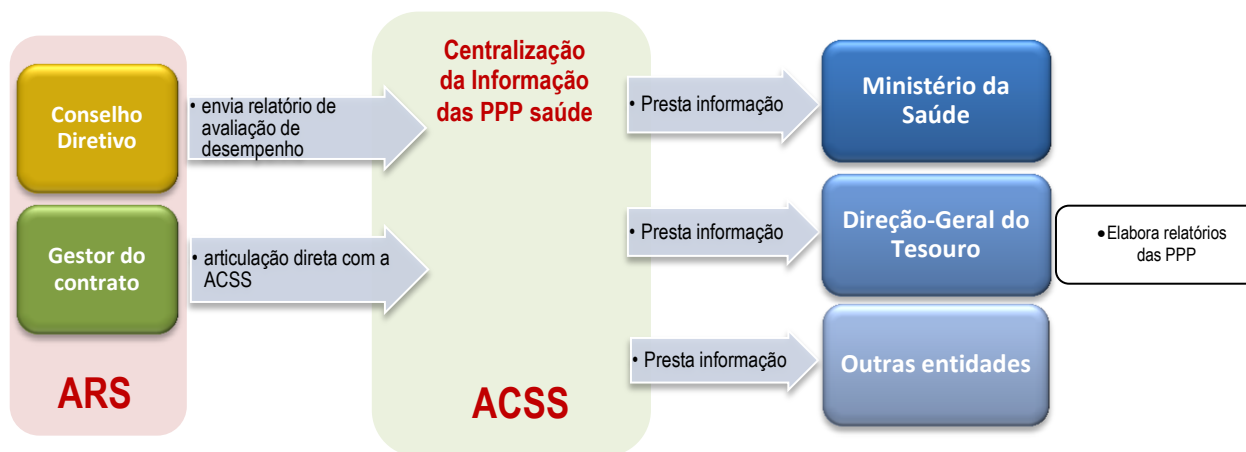 Conselho
Diretivo
• envia relatório de
avaliação de
desempenho
Gestor do
contrato
• articulação direta com a
ACSS
ARS
Centralização
da Informação
das PPP saúde
ACSS
• Presta informação
Ministério da
Saúde
• Presta informação
Direção-Geral do
Tesouro
•Elabora relatórios
das PPP
• Presta informação
Outras entidades